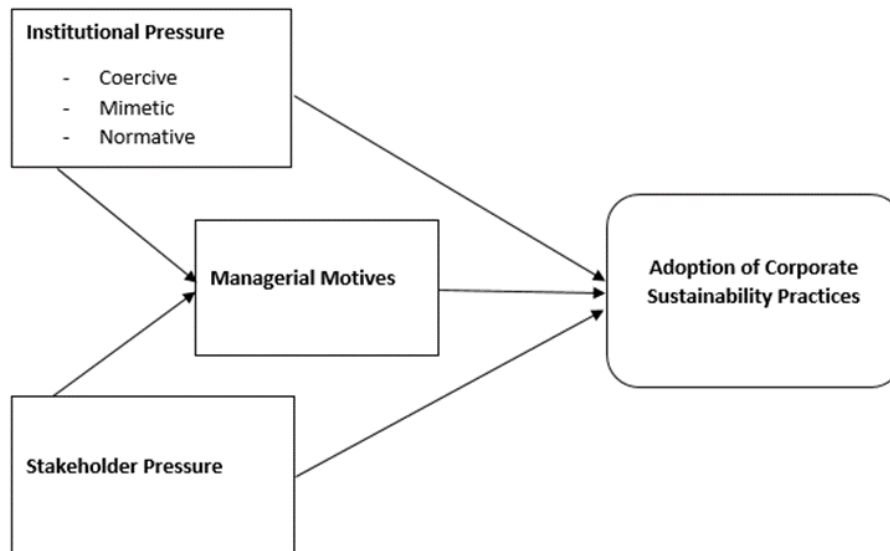 Institutional Pressure
- Coercive
- Mimetic
- Normative
Managerial Motives
Adoption of Corporate
Sustainability Practices
Stakeholder Pressure